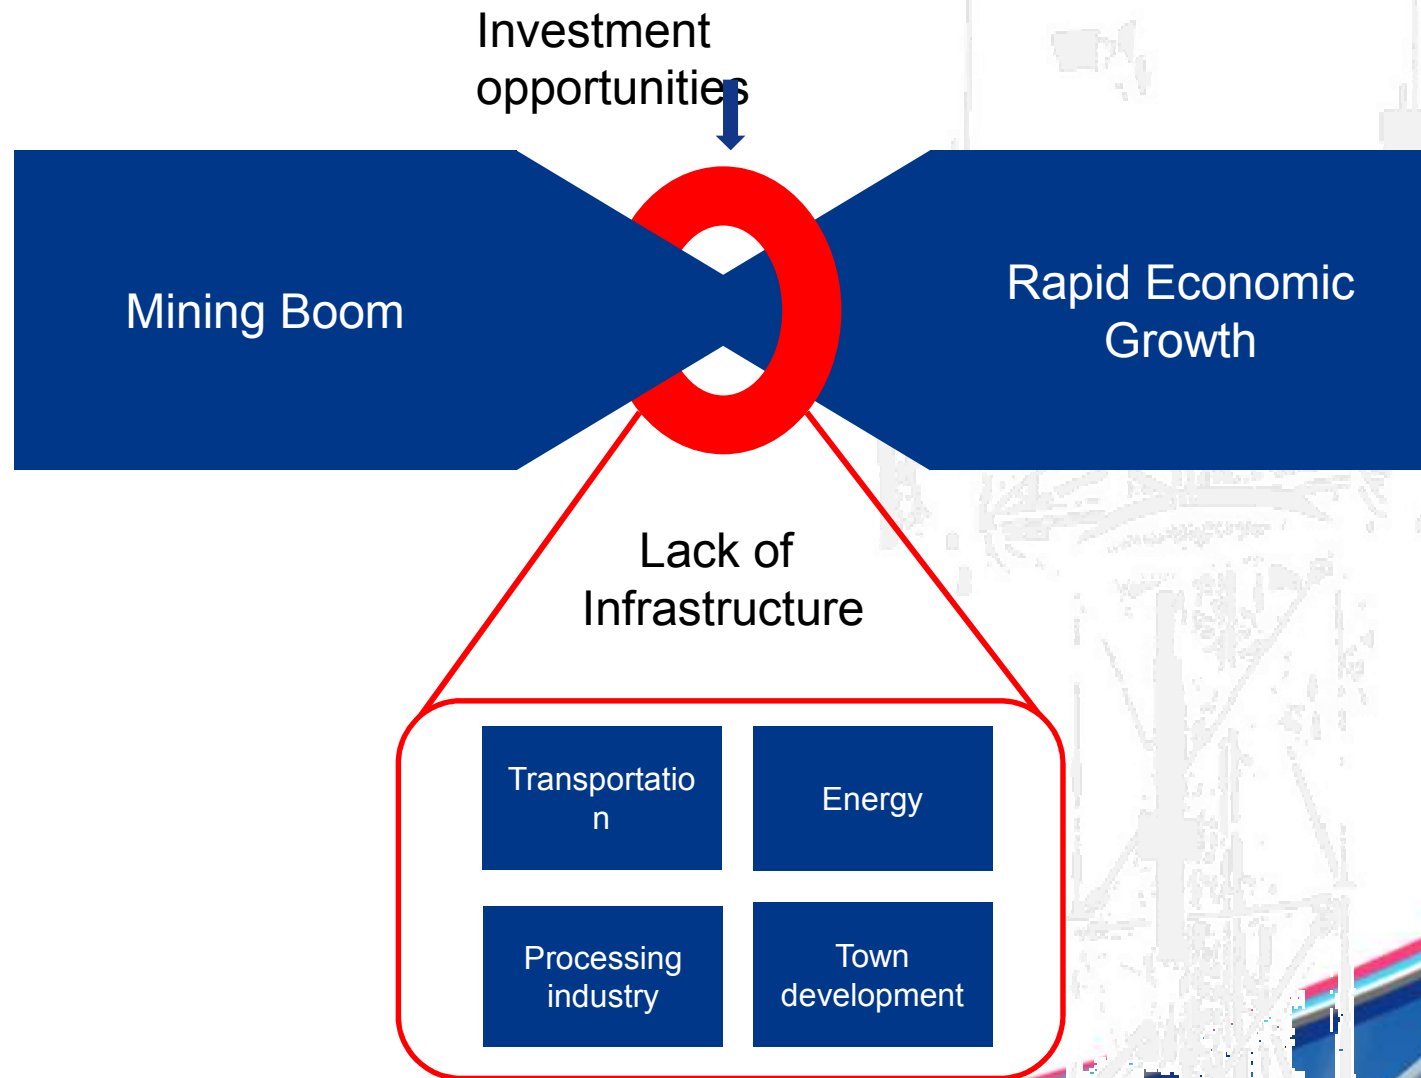 Investment
opportunities
Mining Boom
Rapid Economic
Growth
Lack of
Infrastructure
Transportatio
n
Energy
Processing
industry
Town
development